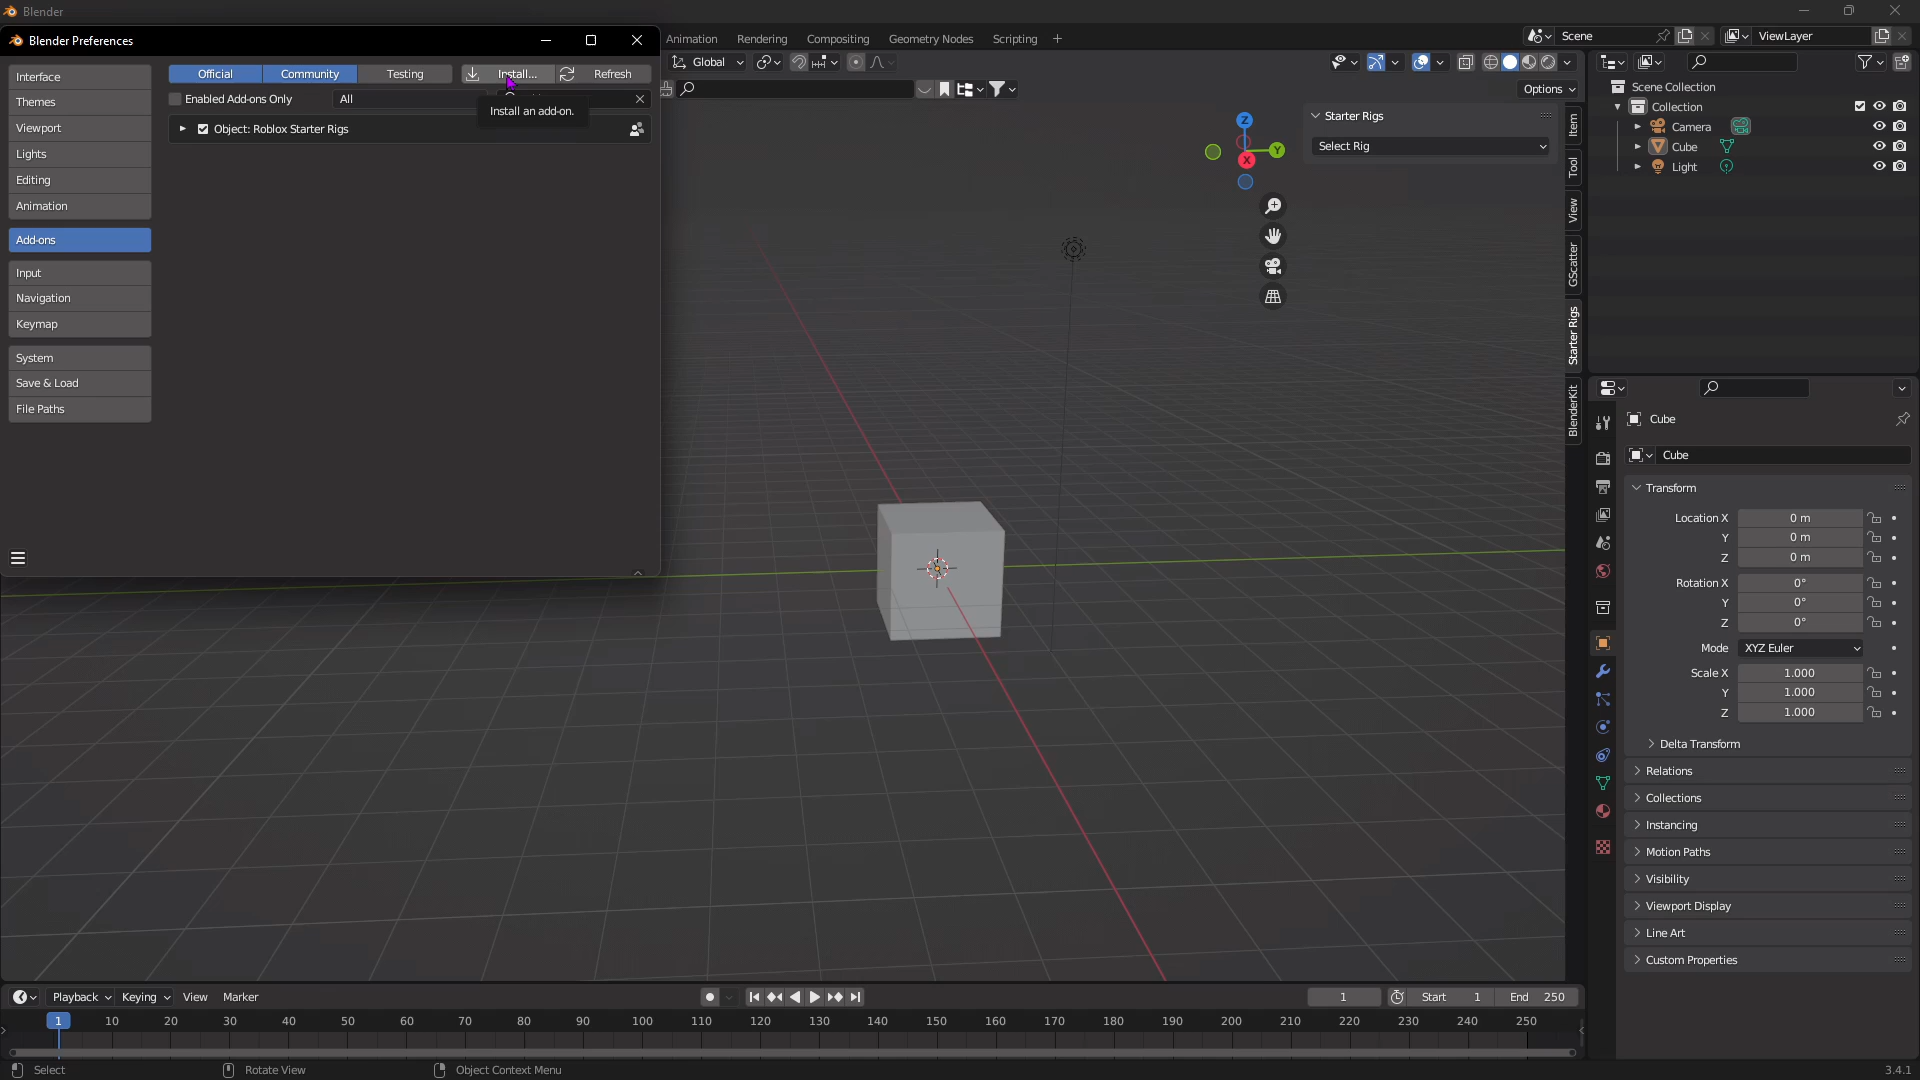 Blender
Blender Preferences
Animation Rendering Compositing Geometry Nodes Scripting
Scene
ViewLayer
Interface
Themes
Viewport
Lights
Editing
Animation
Add-ons
Input
Navigation
Keymap
System
Save & Load
File Paths
Official Community Testing Install... Refresh
Enabled Add-ons Only All
Install an add-on.
Object: Roblox Starter Rigs
Global
Options
Starter Rigs
Select Rig
Z
Y
X
Item
Tool
View
GScatter
Starter Rigs
BlenderKit
Scene Collection
Collection
Camera
Cube
Light
Cube
Cube
Transform
Location X 0 m
Y 0 m
Z 0 m
Rotation X 0°
Y 0°
Z 0°
Mode XYZ Euler
Scale X 1.000
Y 1.000
Z 1.000
Delta Transform
Relations
Collections
Instancing
Motion Paths
Visibility
Viewport Display
Line Art
Custom Properties
Playback Keying View Marker
1 Start 1 End 250
1 10 20 30 40 50 60 70 80 90 100 110 120 130 140 150 160 170 180 190 200 210 220 230 240 250
Select Rotate View Object Context Menu 3.4.1